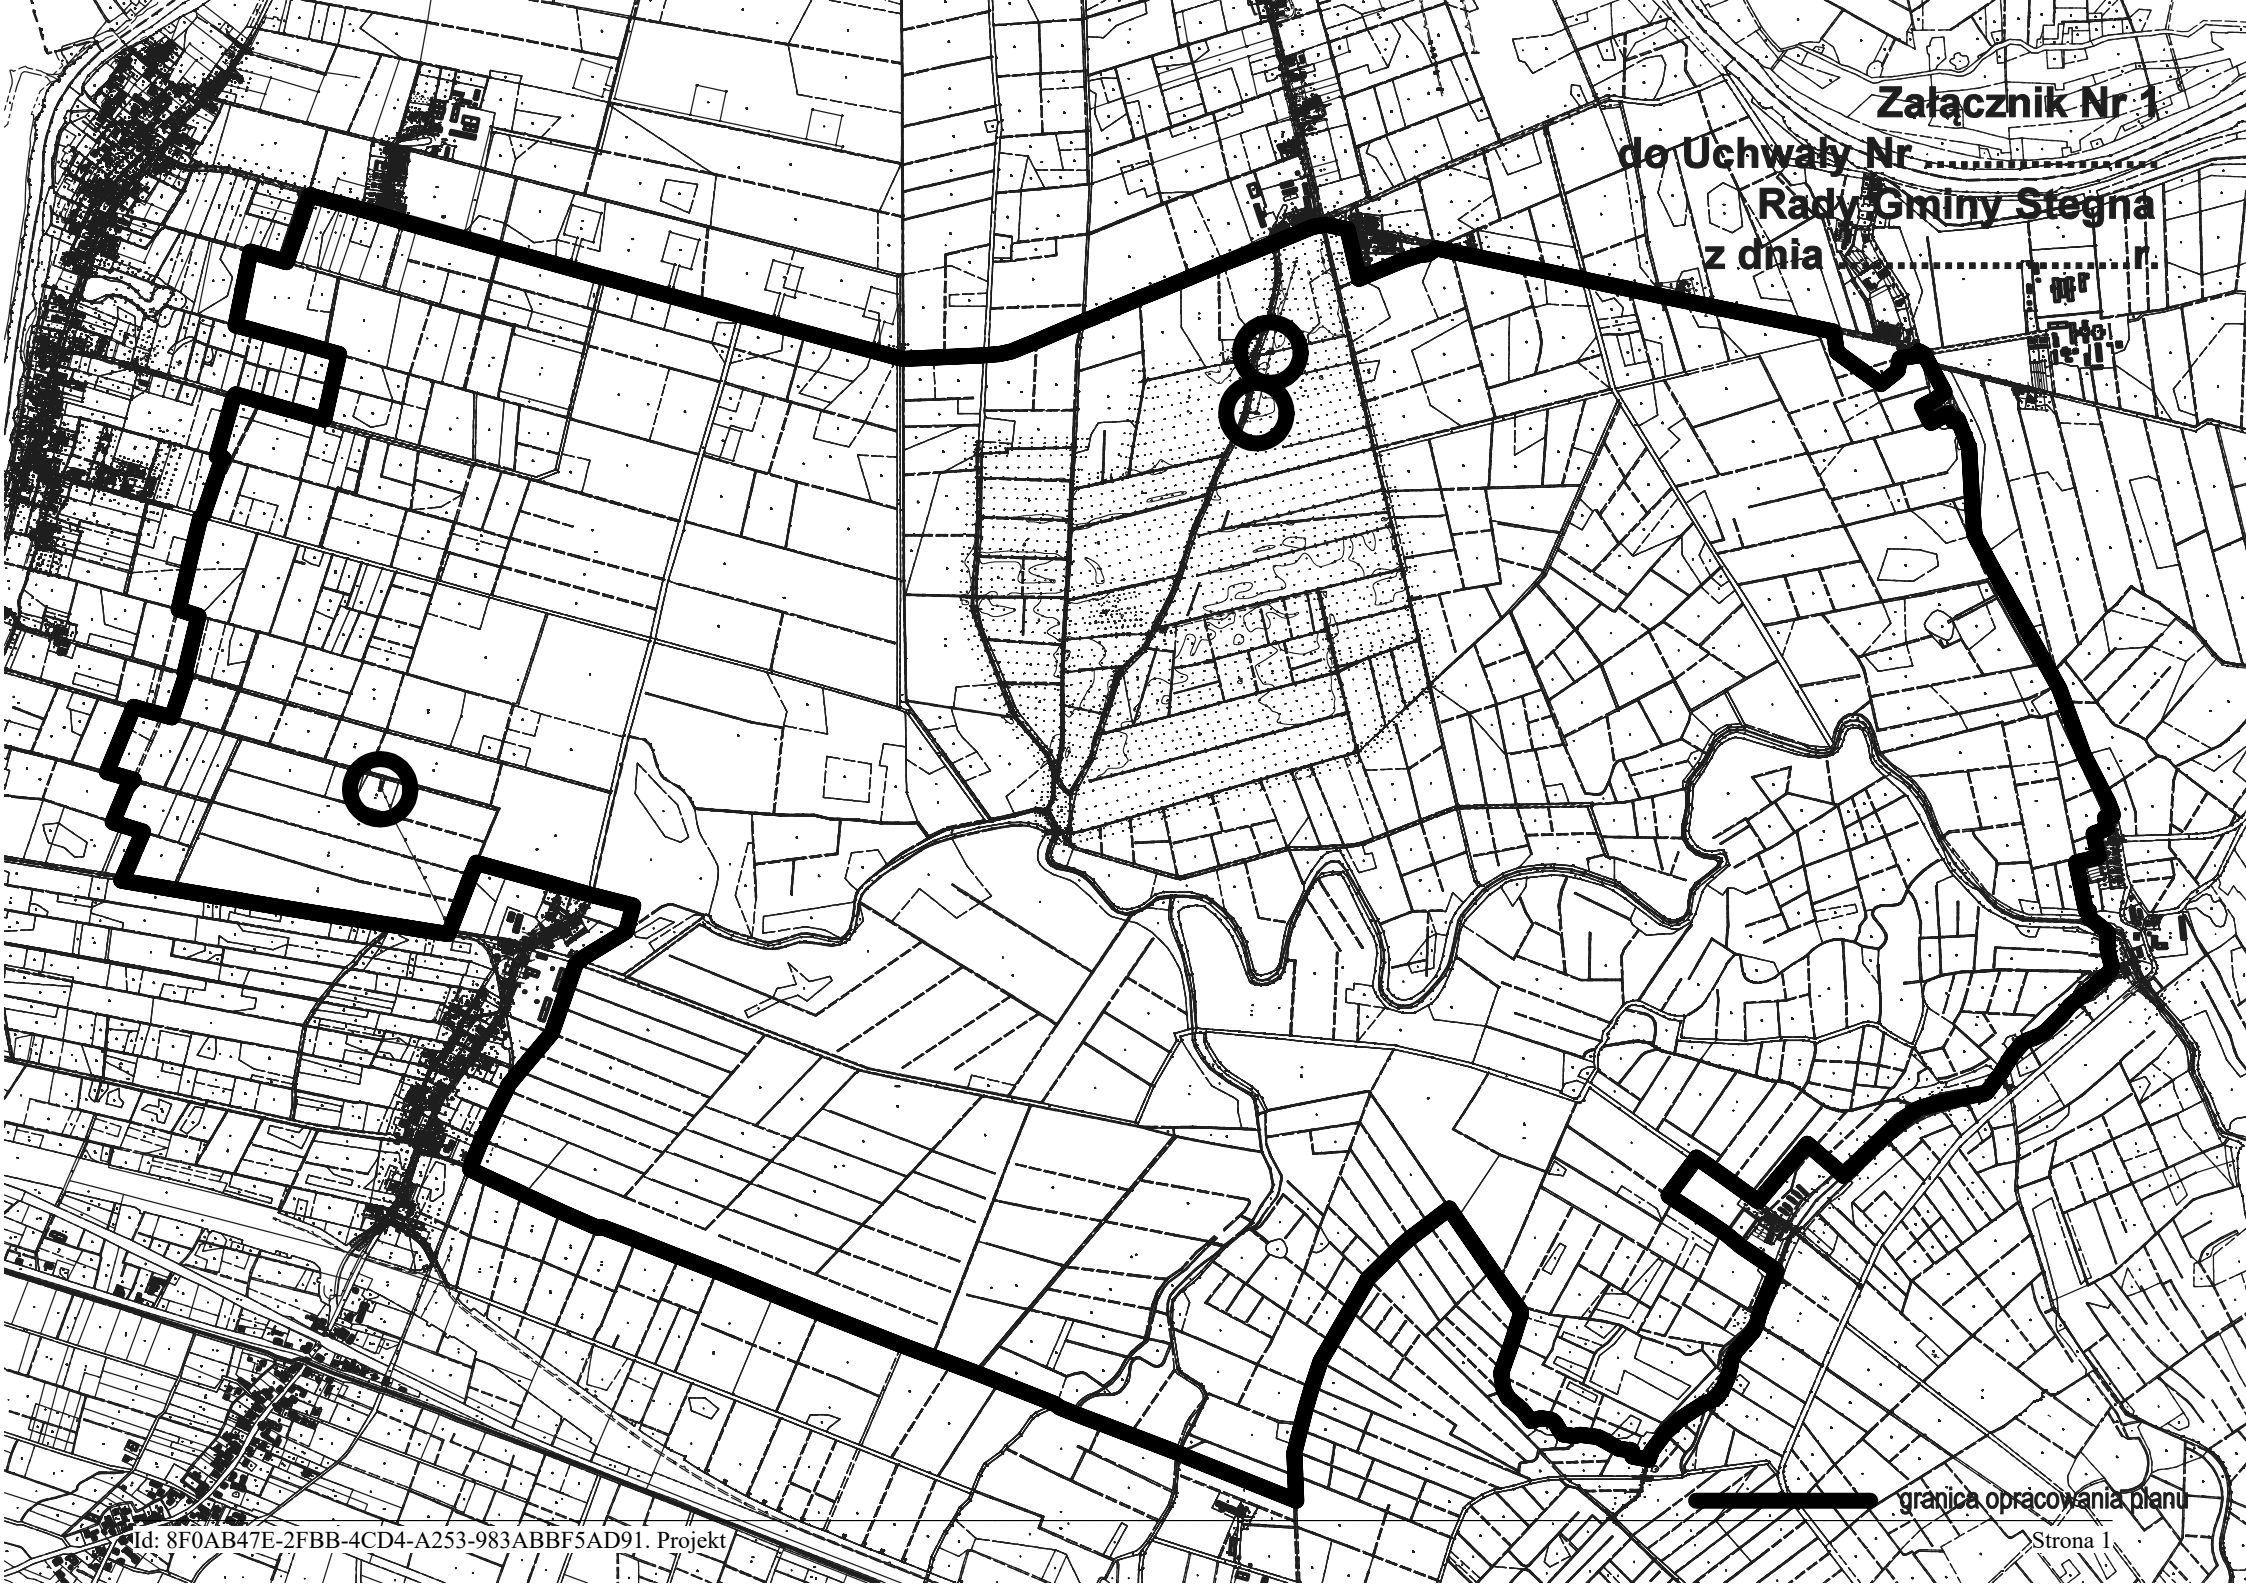 Załącznik Nr 1
do Uchwały Nr ....................
Rady Gminy Stegna
z dnia .........................r.
granica opracowania planu
Id: 8F0AB47E-2FBB-4CD4-A253-983ABBF5AD91. Projekt
Strona 1